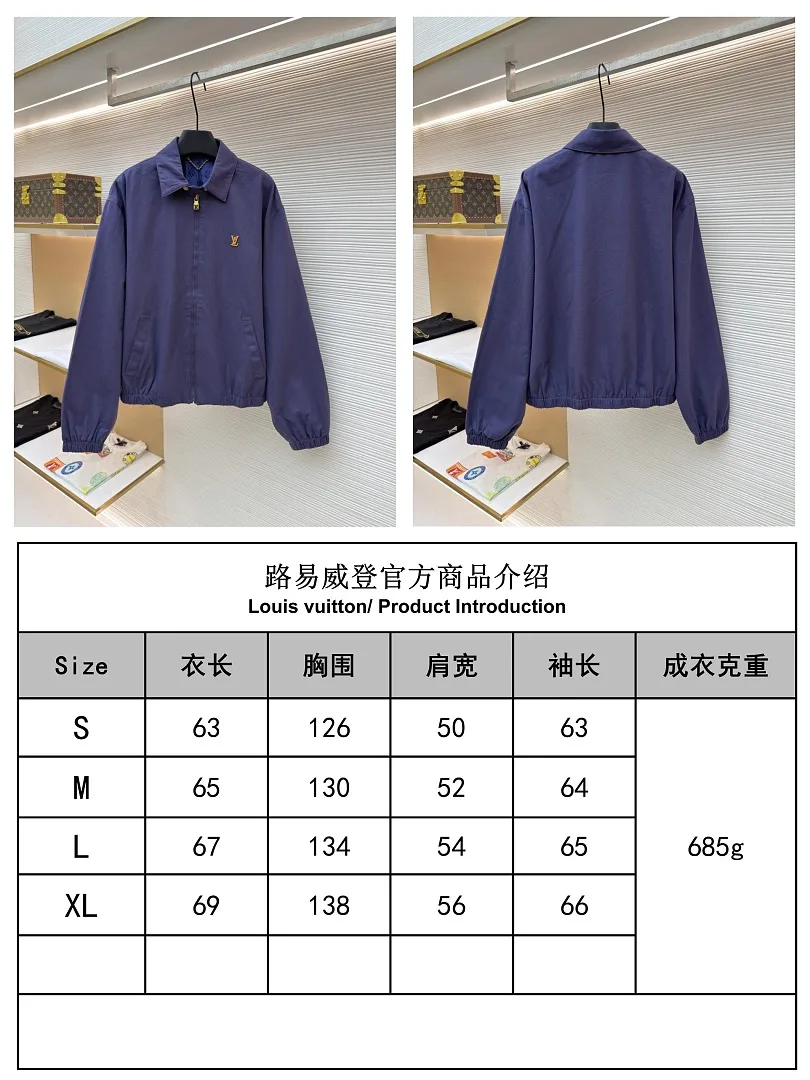 路易威登官方商品介绍
Louis vuitton/ Product Introduction
Size 衣长 胸围 肩宽 袖长 成衣克重
S 63 126 50 63
M 65 130 52 64
L 67 134 54 65
XL 69 138 56 66
685g